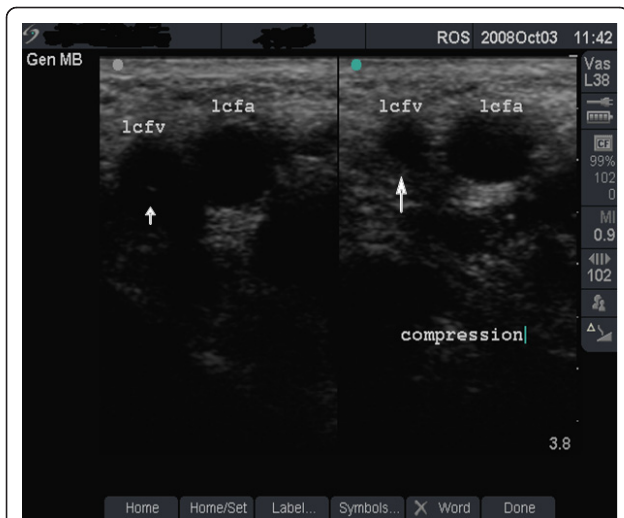 ROS 2008Oct03 11:42
Gen MB
Vas
L38
lcfv
lcfa
lcfv
lcfa
CF
99%
102
0
MI
0.9
102
compression
3.8
Home Home/Set Label... Symbols... X Word Done